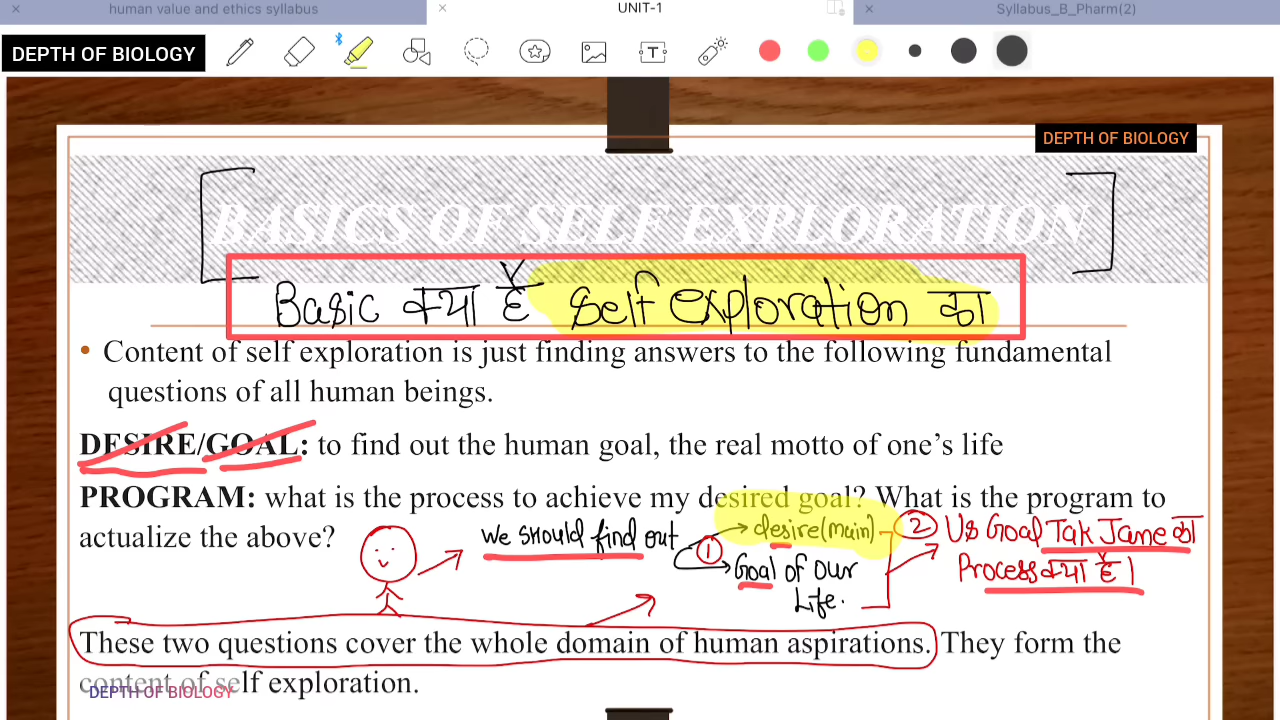 human value and ethics syllabus
UNIT-1
Syllabus_B_Pharm(2)
DEPTH OF BIOLOGY
T
DEPTH OF BIOLOGY
BASICS OF SELF EXPLORATION
Basic क्या है Self exploration का
• Content of self exploration is just finding answers to the following fundamental
questions of all human beings.
DESIRE/GOAL: to find out the human goal, the real motto of one's life
PROGRAM: what is the process to achieve my desired goal? What is the program to
actualize the above?
We should find out
1
desire (main)
Goal of Our
Life.
2 Us Goal Tak Jane का
Process क्या है।
These two questions cover the whole domain of human aspirations. They form the
content of self exploration.
DEPTH OF BIOLOGY